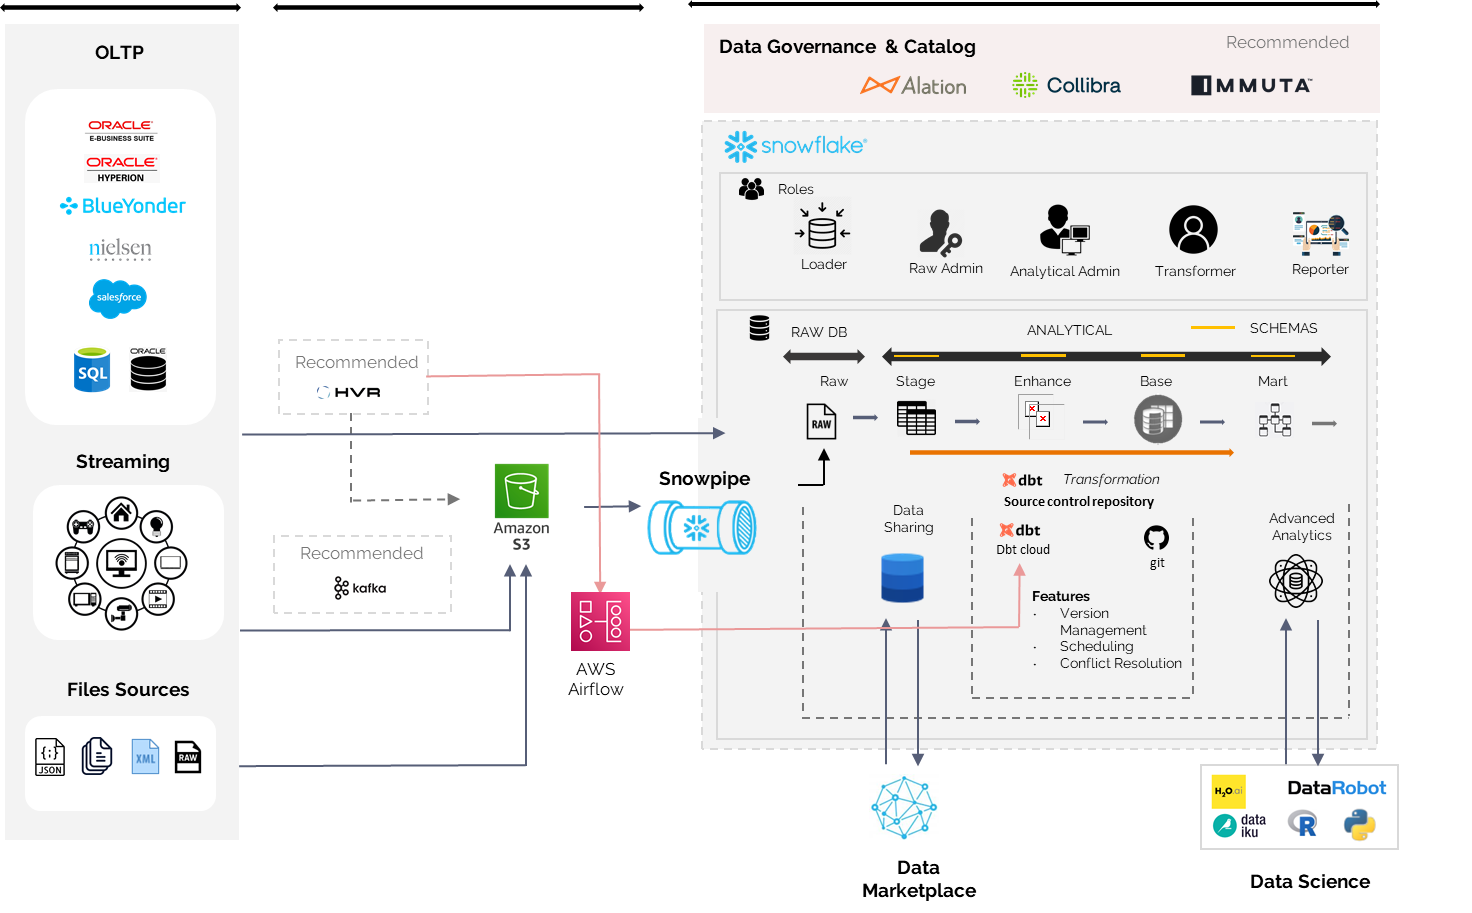 OLTP
ORACLE
E-BUSINESS SUITE
ORACLE
HYPERION
BlueYonder
nielsen
salesforce
SQL
ORACLE
Streaming
Files Sources
{;}
JSON
XML
RAW
Recommended
HVR
Recommended
kafka
Amazon
S3
AWS
Airflow
Snowpipe
Data Governance & Catalog
Recommended
Alation
Collibra
IMMUTA™
snowflake®
Roles
Loader
Raw Admin
Analytical Admin
Transformer
Reporter
RAW DB
ANALYTICAL
SCHEMAS
Raw
Stage
Enhance
Base
Mart
RAW
dbt
Transformation
Source control repository
Data
Sharing
dbt
Dbt cloud
git
Features
· Version
Management
· Scheduling
· Conflict Resolution
Advanced
Analytics
Data
Marketplace
H2O.ai
DataRobot
data
iku
R
Data Science